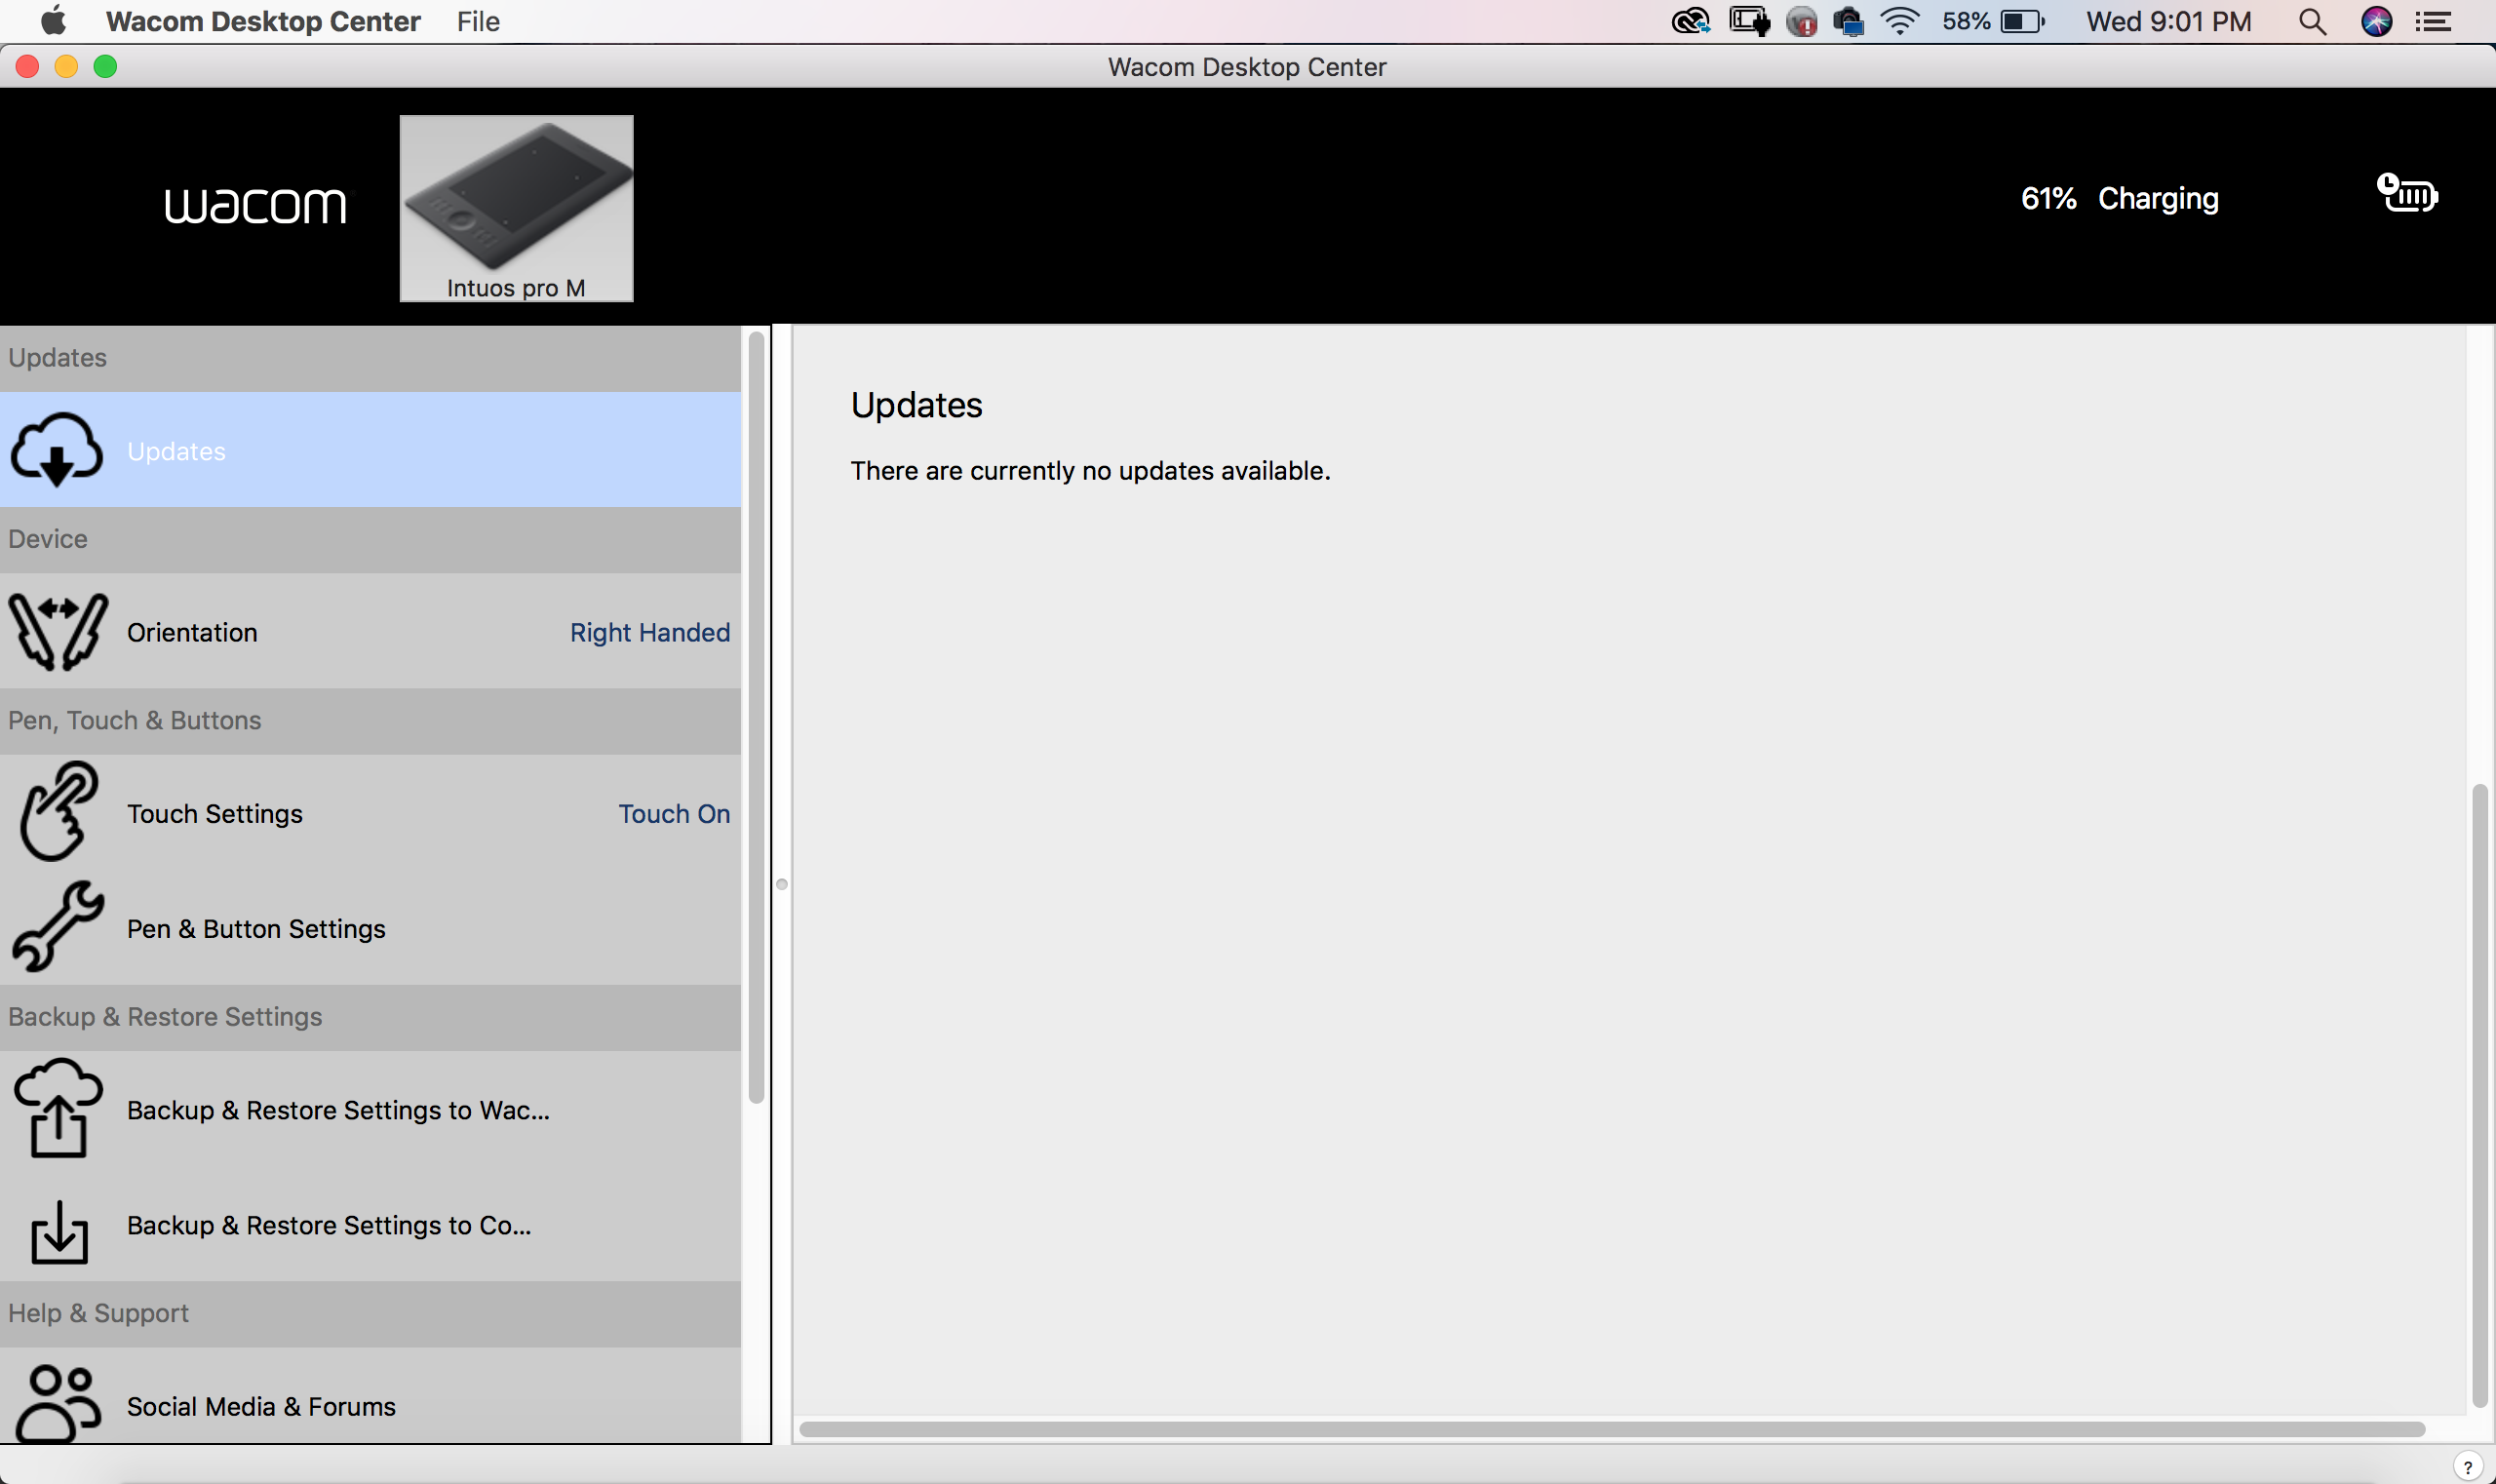 Wacom Desktop Center File 58% Wed 9:01 PM
Wacom Desktop Center
wacom
Intuos pro M
61% Charging
Updates
Updates
Device
Orientation Right Handed
Pen, Touch & Buttons
Touch Settings Touch On
Pen & Button Settings
Backup & Restore Settings
Backup & Restore Settings to Wac...
Backup & Restore Settings to Co...
Help & Support
Social Media & Forums
Updates
There are currently no updates available.
?